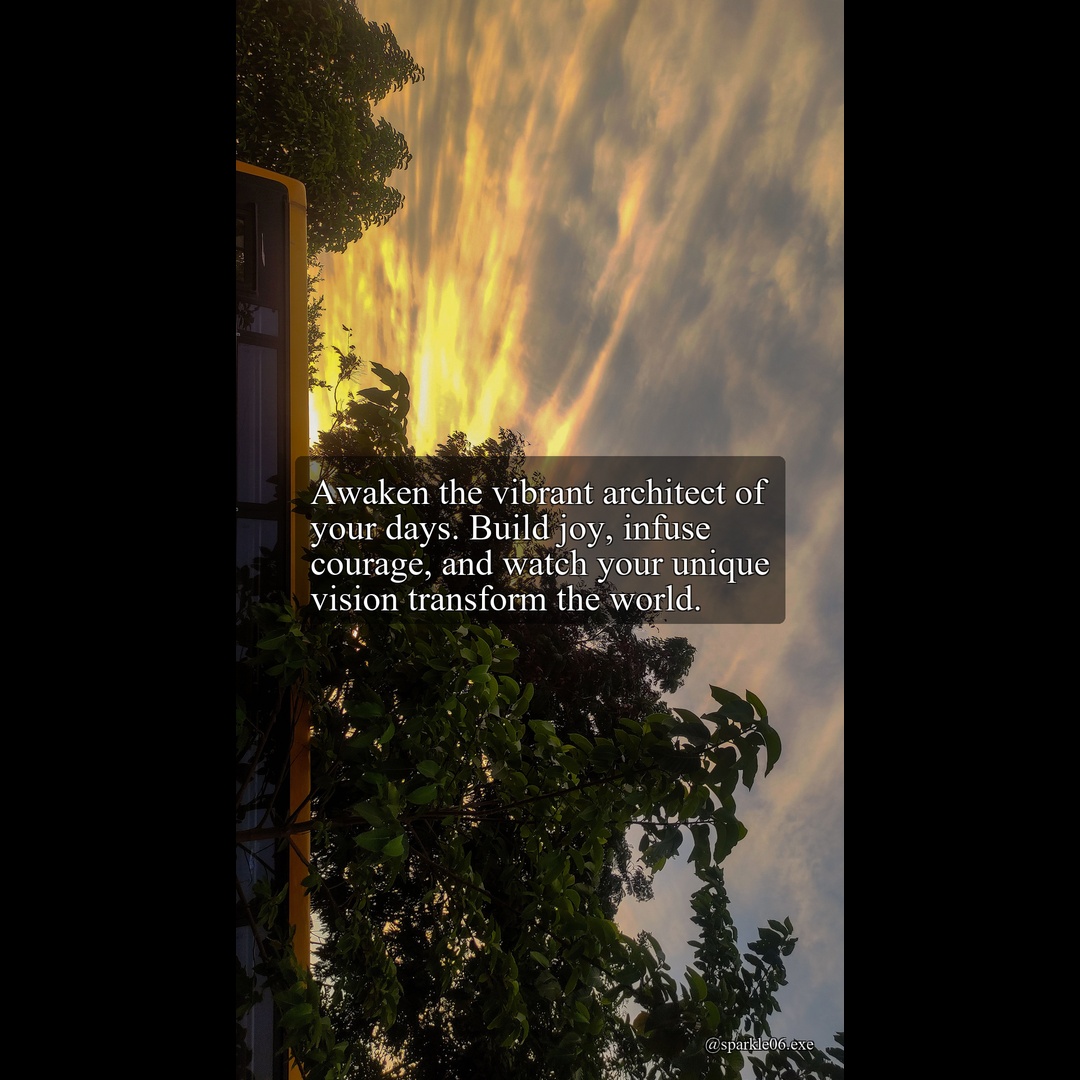 Awaken the vibrant architect of
your days. Build joy, infuse
courage, and watch your unique
vision transform the world.
@sparkle06.exe